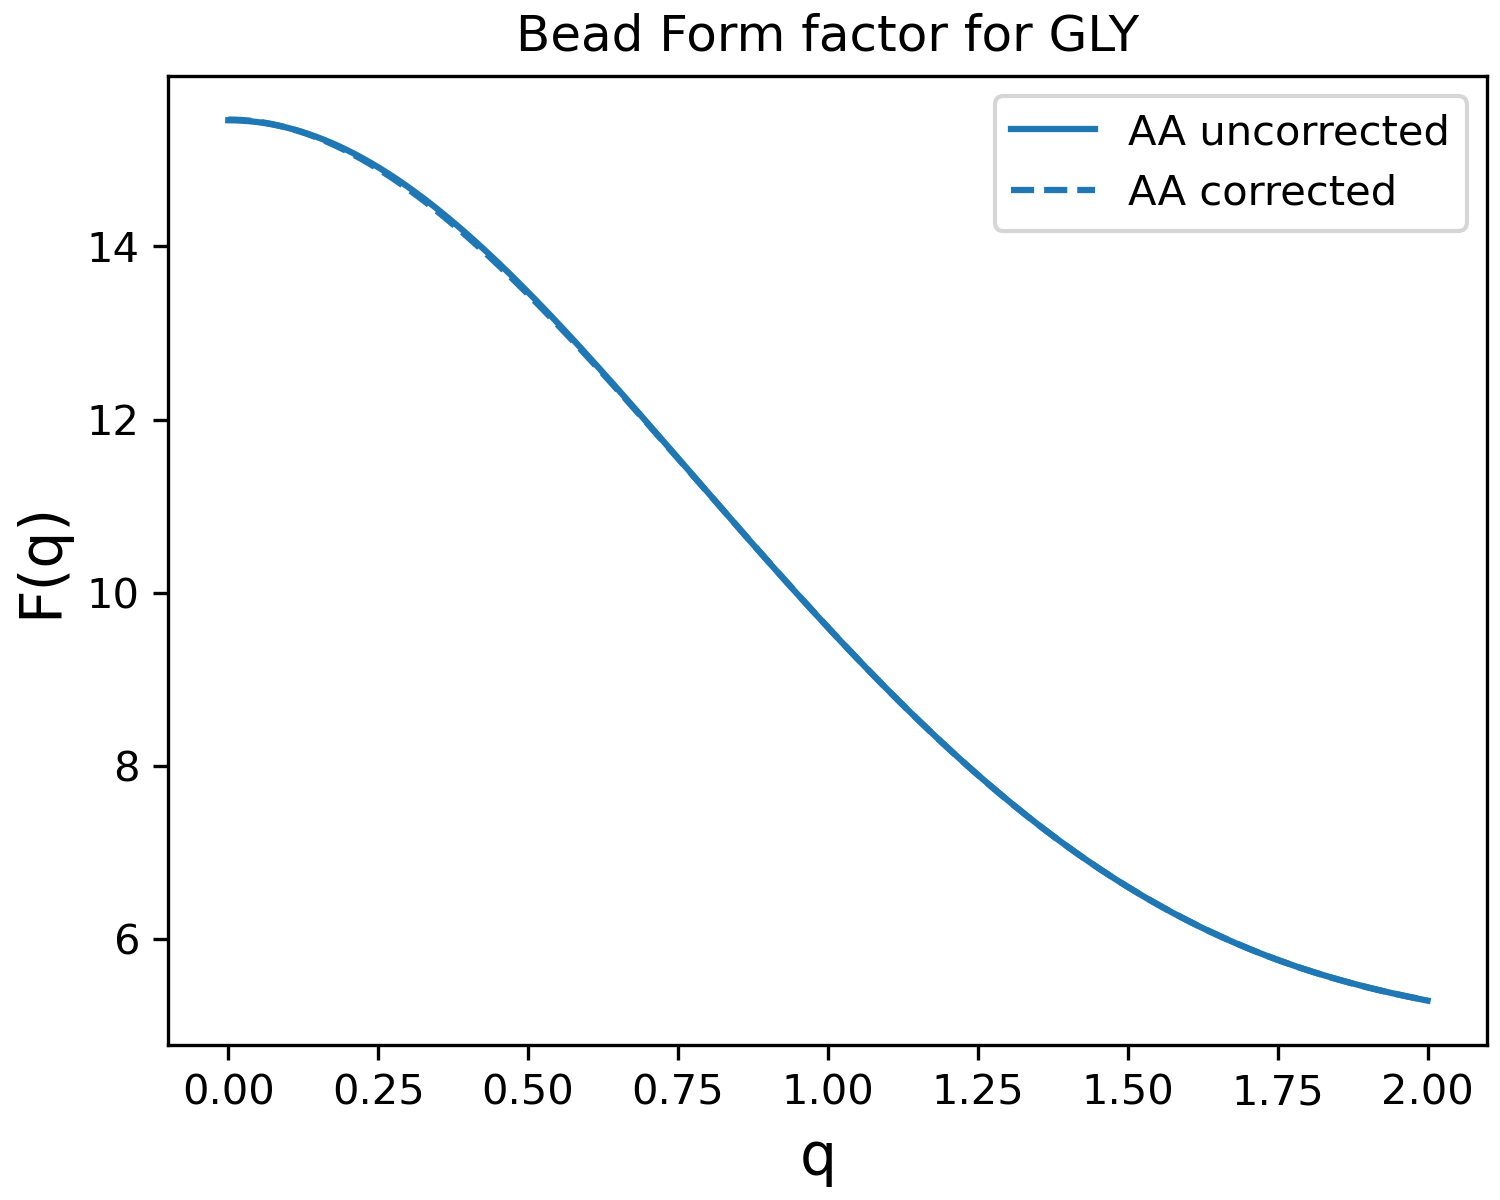 Bead Form factor for GLY
AA uncorrected
AA corrected
14
12
10
8
6
F(q)
0.00 0.25 0.50 0.75 1.00 1.25 1.50 1.75 2.00
q